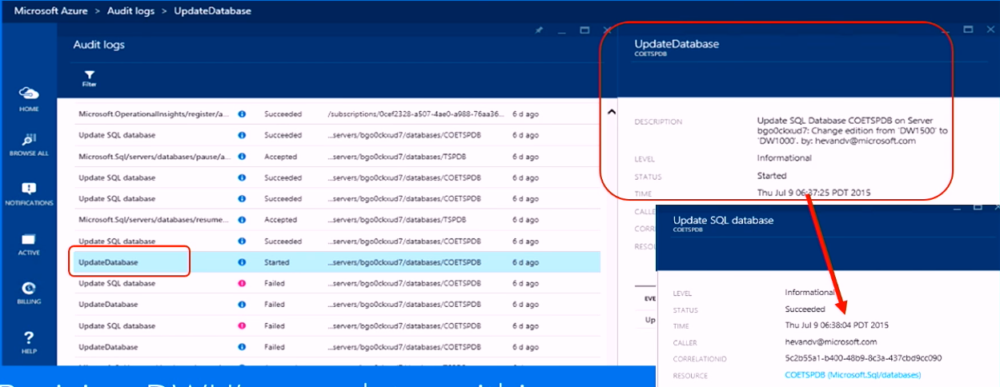 Microsoft Azure > Audit logs > UpdateDatabase
Audit logs
Filter
HOME
BROWSE ALL
NOTIFICATIONS
ACTIVE
BILLING
HELP
Microsoft.OperationalInsights/register/a... Succeeded /subscriptions/0cef2328-a507-4ae0-a988-76aa36... 6 d ago
Update SQL database Succeeded ...servers/bgo0ckxud7/databases/COETSPDB 6 d ago
Microsoft.Sql/servers/databases/pause/a... Accepted ...servers/bgo0ckxud7/databases/TSPDB 6 d ago
Update SQL database Succeeded ...servers/bgo0ckxud7/databases/COETSPDB 6 d ago
Update SQL database Succeeded ...servers/bgo0ckxud7/databases/COETSPDB 6 d ago
Microsoft.Sql/servers/databases/resume... Accepted ...servers/bgo0ckxud7/databases/TSPDB 6 d ago
Update SQL database Succeeded ...servers/bgo0ckxud7/databases/COETSPDB 6 d ago
UpdateDatabase Started ...servers/bgo0ckxud7/databases/COETSPDB 6 d ago
Update SQL database Failed ...servers/bgo0ckxud7/databases/COETSPDB 6 d ago
UpdateDatabase Failed ...servers/bgo0ckxud7/databases/COETSPDB 6 d ago
Update SQL database Failed ...servers/bgo0ckxud7/databases/COETSPDB 6 d ago
UpdateDatabase Failed ...servers/bgo0ckxud7/databases/COETSPDB 6 d ago
UpdateDatabase
COETSPDB
DESCRIPTION Update SQL Database COETSPDB on Server
bgo0ckxud7: Change edition from 'DW1500' to
'DW1000'. by: hevandv@microsoft.com
LEVEL Informational
STATUS Started
TIME Thu Jul 9 06:37:25 PDT 2015
CALLE
CORR
RESOU
EVE
Up
Update SQL database
COETSPDB
LEVEL Informational
STATUS Succeeded
TIME Thu Jul 9 06:38:04 PDT 2015
CALLER hevandv@microsoft.com
CORRELATIONID 5c2b55a1-b400-48b9-8c3a-437cbd9cc090
RESOURCE COETSPDB (Microsoft.Sql/databases)